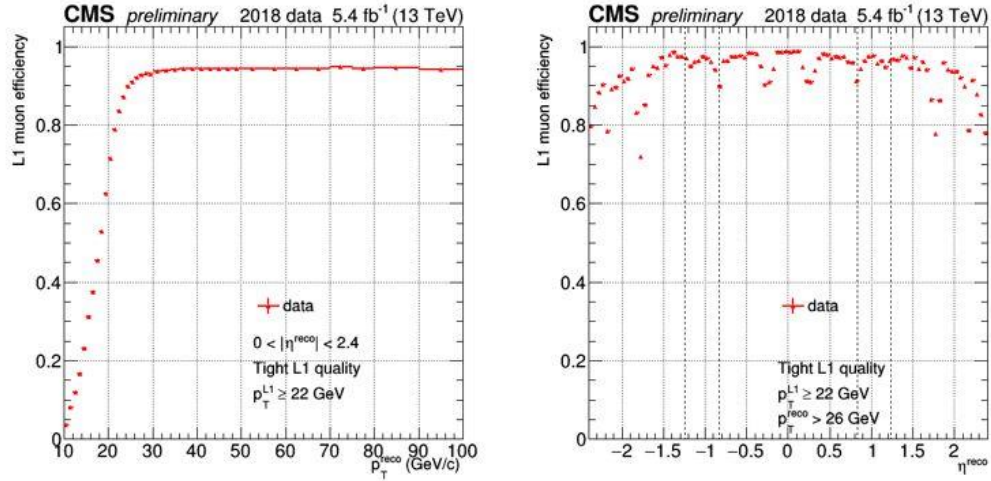 CMS preliminary 2018 data 5.4 fb⁻¹ (13 TeV)
L1 muon efficiency
1
0.8
0.6
0.4
0.2
0
data
0 < |η^reco| < 2.4
Tight L1 quality
p_T^L1 ≥ 22 GeV
10 20 30 40 50 60 70 80 90 100
p_T^reco (GeV/c)
CMS preliminary 2018 data 5.4 fb⁻¹ (13 TeV)
L1 muon efficiency
1
0.8
0.6
0.4
0.2
0
data
Tight L1 quality
p_T^L1 ≥ 22 GeV
p_T^reco > 26 GeV
−2 −1.5 −1 −0.5 0 0.5 1 1.5 2
η^reco